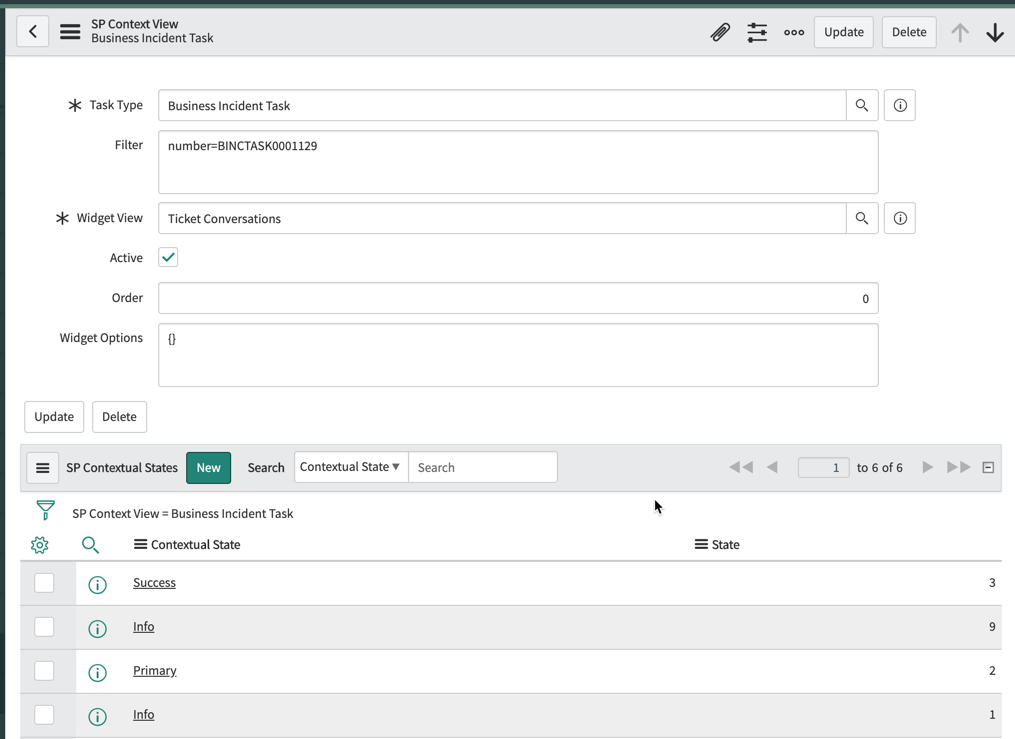 SP Context View
Business Incident Task
Update
Delete
Task Type
Business Incident Task
Filter
number=BINCTASK0001129
Widget View
Ticket Conversations
Active
Order
0
Widget Options
{}
Update
Delete
SP Contextual States
New
Search
Contextual State
Search
1
to 6 of 6
SP Context View = Business Incident Task
Contextual State
State
Success
3
Info
9
Primary
2
Info
1